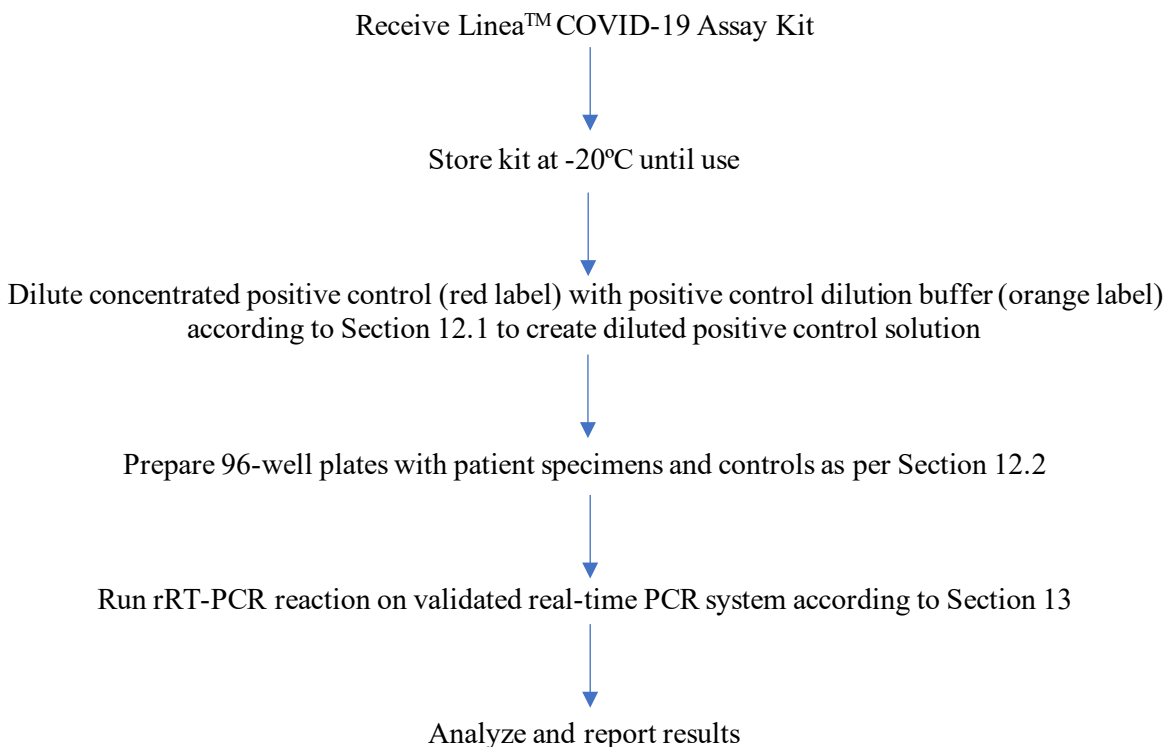 Receive Linea™ COVID-19 Assay Kit
Store kit at -20ºC until use
Dilute concentrated positive control (red label) with positive control dilution buffer (orange label)
according to Section 12.1 to create diluted positive control solution
Prepare 96-well plates with patient specimens and controls as per Section 12.2
Run rRT-PCR reaction on validated real-time PCR system according to Section 13
Analyze and report results